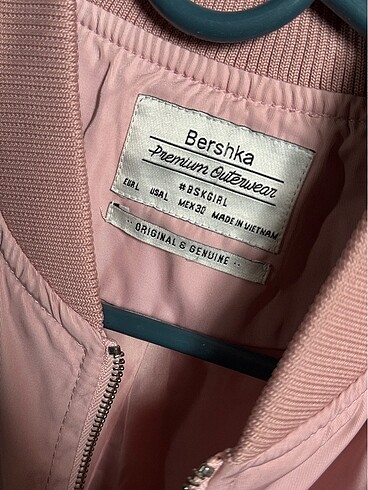 Bershka
Premium Outerwear
#BSKGIRL
EUR L USA L MEX 30 MADE IN VIETNAM
·· ORIGINAL & GENUINE ··